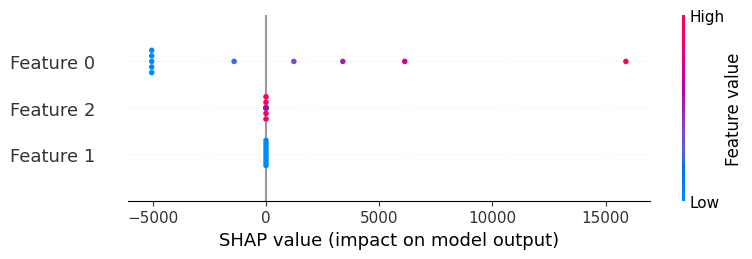 High
Feature 0
Feature 2
Feature 1
Feature value
Low
−5000 0 5000 10000 15000
SHAP value (impact on model output)